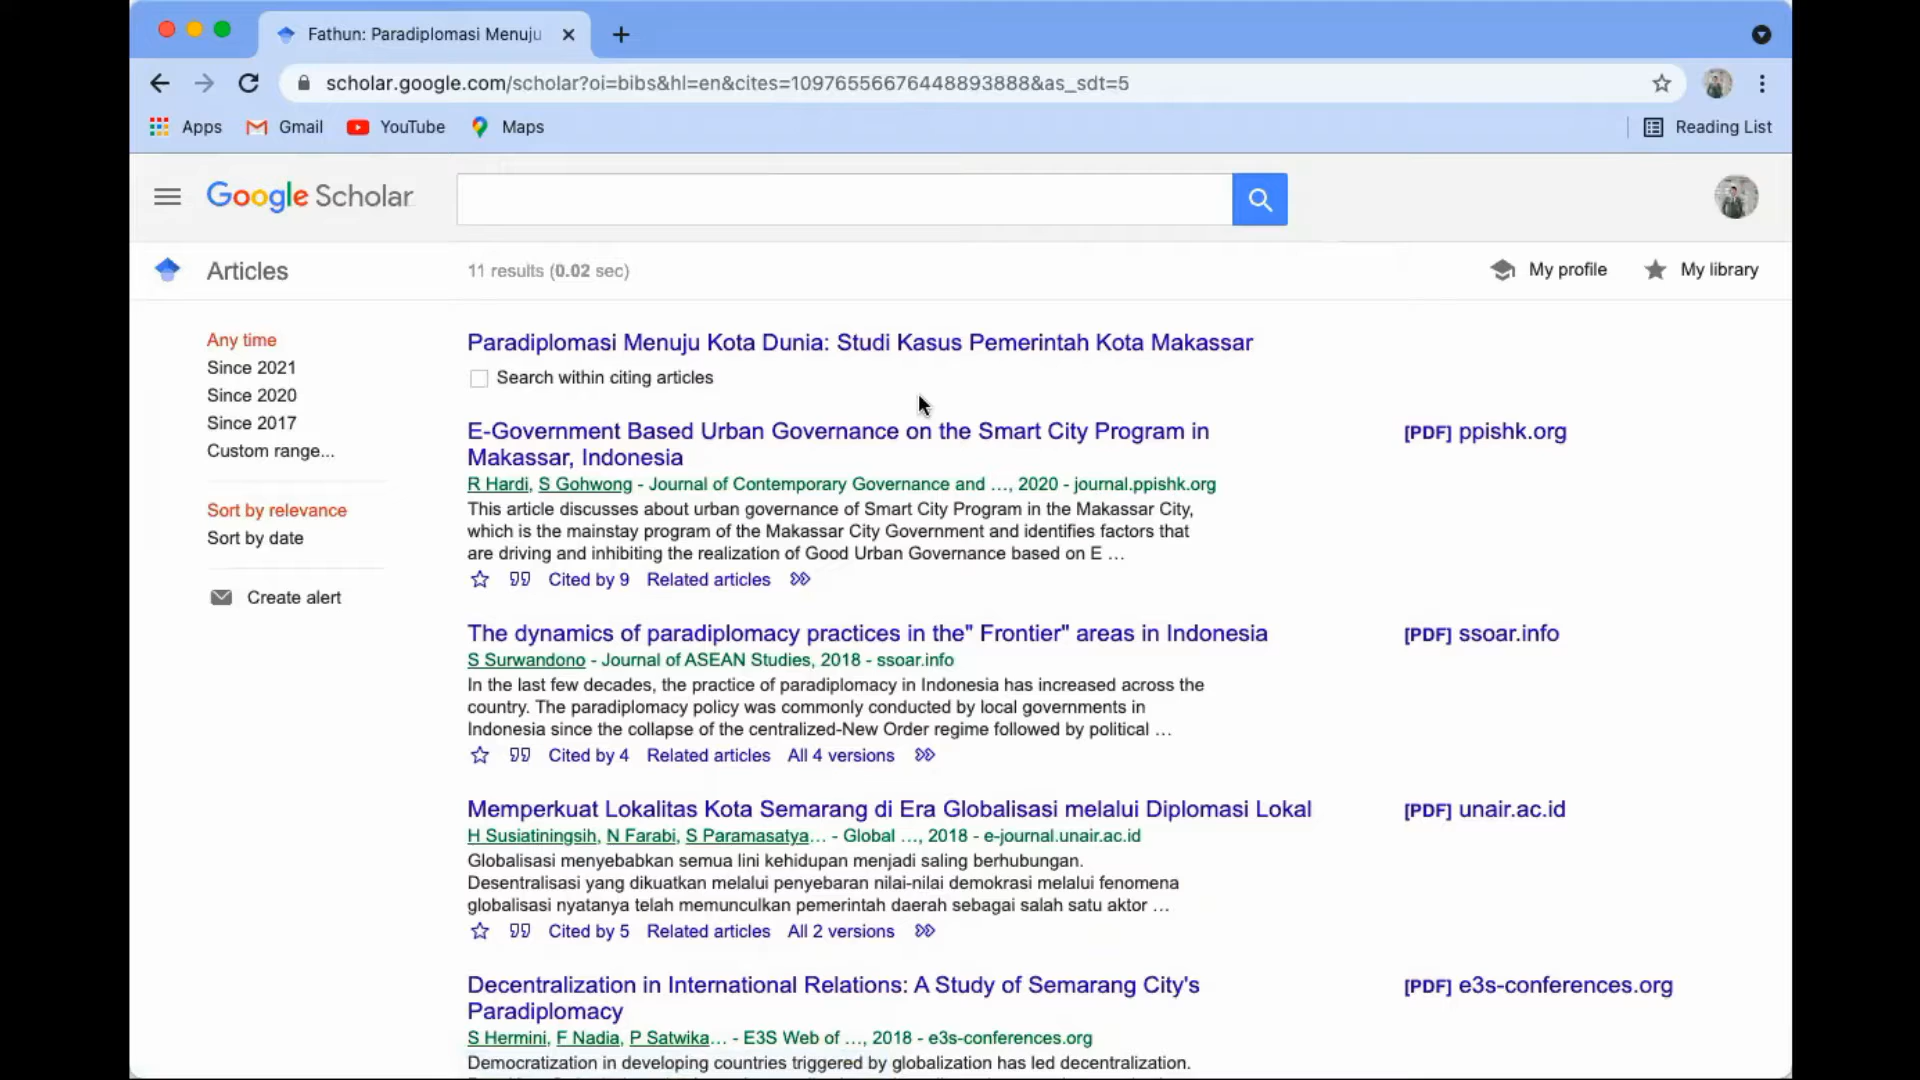 Fathun: Paradiplomasi Menuju
scholar.google.com/scholar?oi=bibs&hl=en&cites=10976556676448893888&as_sdt=5
Apps Gmail YouTube Maps Reading List
Google Scholar
Articles 11 results (0.02 sec) My profile My library
Any time
Since 2021
Since 2020
Since 2017
Custom range...
Sort by relevance
Sort by date
Create alert
Paradiplomasi Menuju Kota Dunia: Studi Kasus Pemerintah Kota Makassar
Search within citing articles
E-Government Based Urban Governance on the Smart City Program in
Makassar, Indonesia
[PDF] ppishk.org
R Hardi, S Gohwong - Journal of Contemporary Governance and …, 2020 - journal.ppishk.org
This article discusses about urban governance of Smart City Program in the Makassar City,
which is the mainstay program of the Makassar City Government and identifies factors that
are driving and inhibiting the realization of Good Urban Governance based on E …
Cited by 9 Related articles
The dynamics of paradiplomacy practices in the" Frontier" areas in Indonesia
[PDF] ssoar.info
S Surwandono - Journal of ASEAN Studies, 2018 - ssoar.info
In the last few decades, the practice of paradiplomacy in Indonesia has increased across the
country. The paradiplomacy policy was commonly conducted by local governments in
Indonesia since the collapse of the centralized-New Order regime followed by political …
Cited by 4 Related articles All 4 versions
Memperkuat Lokalitas Kota Semarang di Era Globalisasi melalui Diplomasi Lokal
[PDF] unair.ac.id
H Susiatiningsih, N Farabi, S Paramasatya… - Global …, 2018 - e-journal.unair.ac.id
Globalisasi menyebabkan semua lini kehidupan menjadi saling berhubungan.
Desentralisasi yang dikuatkan melalui penyebaran nilai-nilai demokrasi melalui fenomena
globalisasi nyatanya telah memunculkan pemerintah daerah sebagai salah satu aktor …
Cited by 5 Related articles All 2 versions
Decentralization in International Relations: A Study of Semarang City's
Paradiplomacy
[PDF] e3s-conferences.org
S Hermini, F Nadia, P Satwika… - E3S Web of …, 2018 - e3s-conferences.org
Democratization in developing countries triggered by globalization has led decentralization.